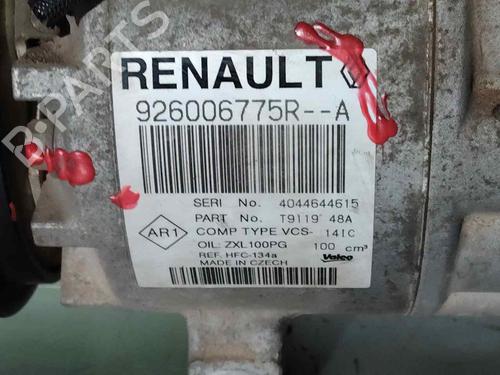 RENAULT
926006775R--A
SERI No. 4044644615
PART No. T9119 48A
AR1
COMP TYPE VCS- 14IC
OIL: ZXL100PG 100 cm³
REF. HFC-134a
MADE IN CZECH
Valeo
B-PARTS